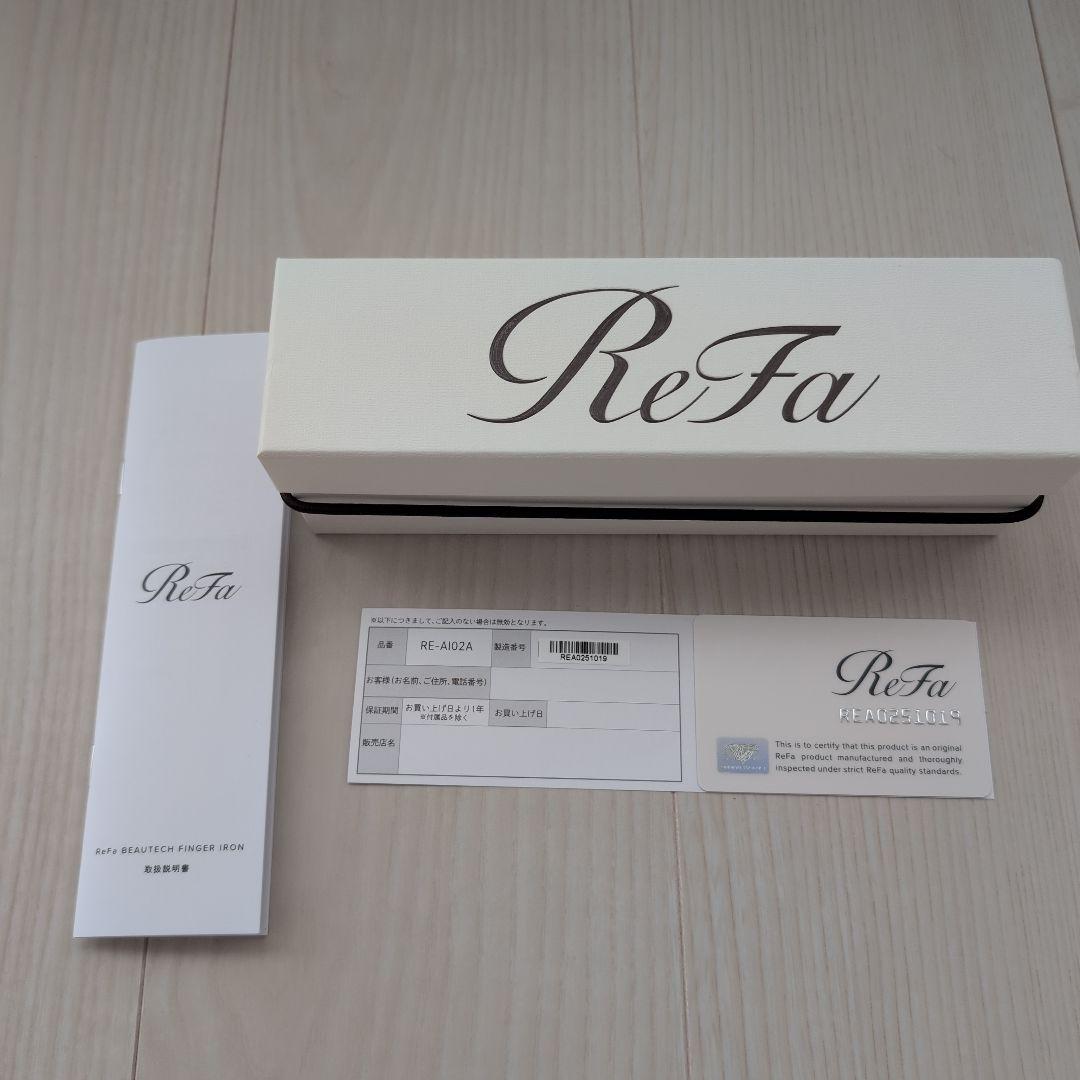 ReFa
ReFa
ReFa BEAUTECH FINGER IRON
取扱説明書
※以下につきまして、ご記入のない場合は無効となります。
品番 RE-AI02A 製造番号 REA0251019
お客様(お名前、ご住所、電話番号)
保証期間 お買い上げ日より1年 お買い上げ日
※付属品を除く
販売店名
ReFa
REA0251019
This is to certify that this product is an original
ReFa product manufactured and thoroughly
inspected under strict ReFa quality standards.